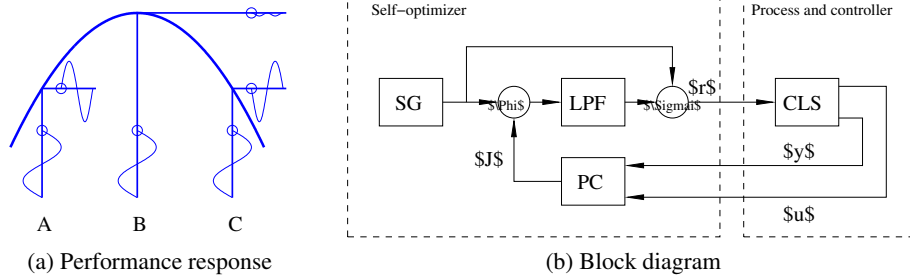 Self-optimizer
Process and controller
SG
$\Phi$
LPF
$\Sigma$
$r$
CLS
$J$
PC
$y$
$u$
A
B
C
(a) Performance response
(b) Block diagram